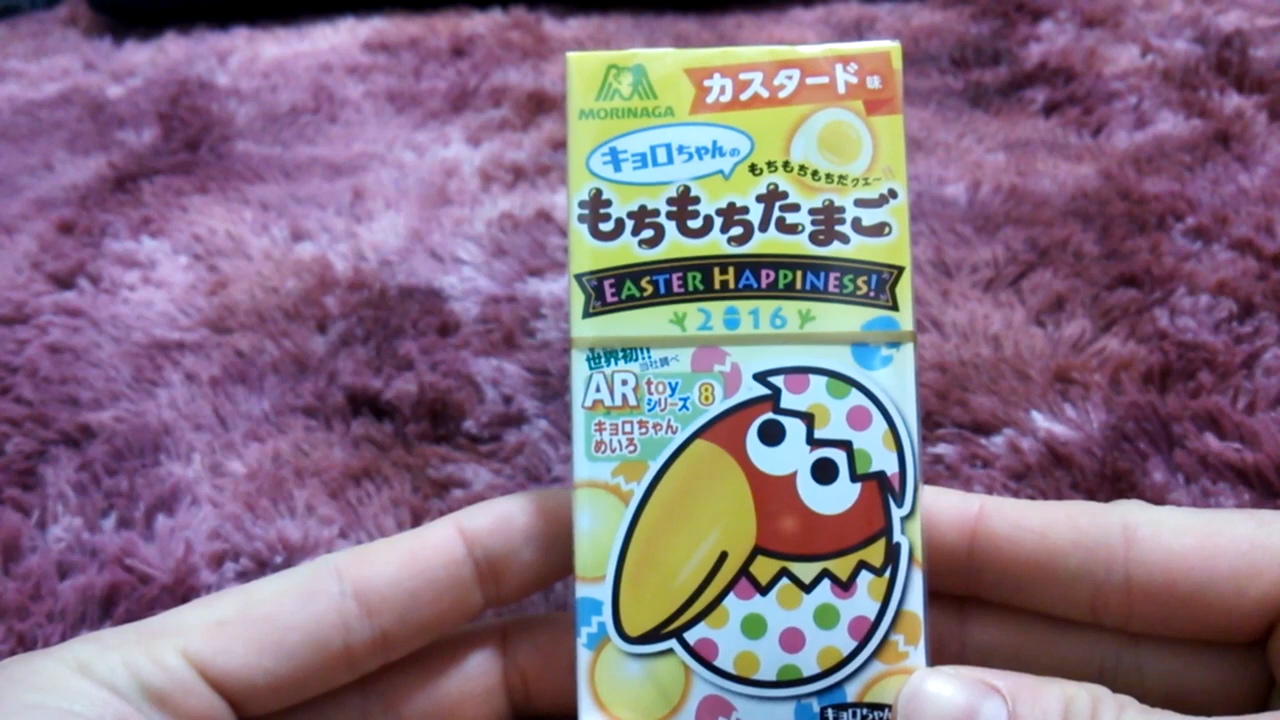 MORINAGA
カスタード味
キョロちゃんの
もちもちもちもちだクエー!!
もちもちたまご
EASTER HAPPINESS!
2016
世界初!!
当社調べ
AR toy
シリーズ 8
キョロちゃん
めいろ
キョロちゃん